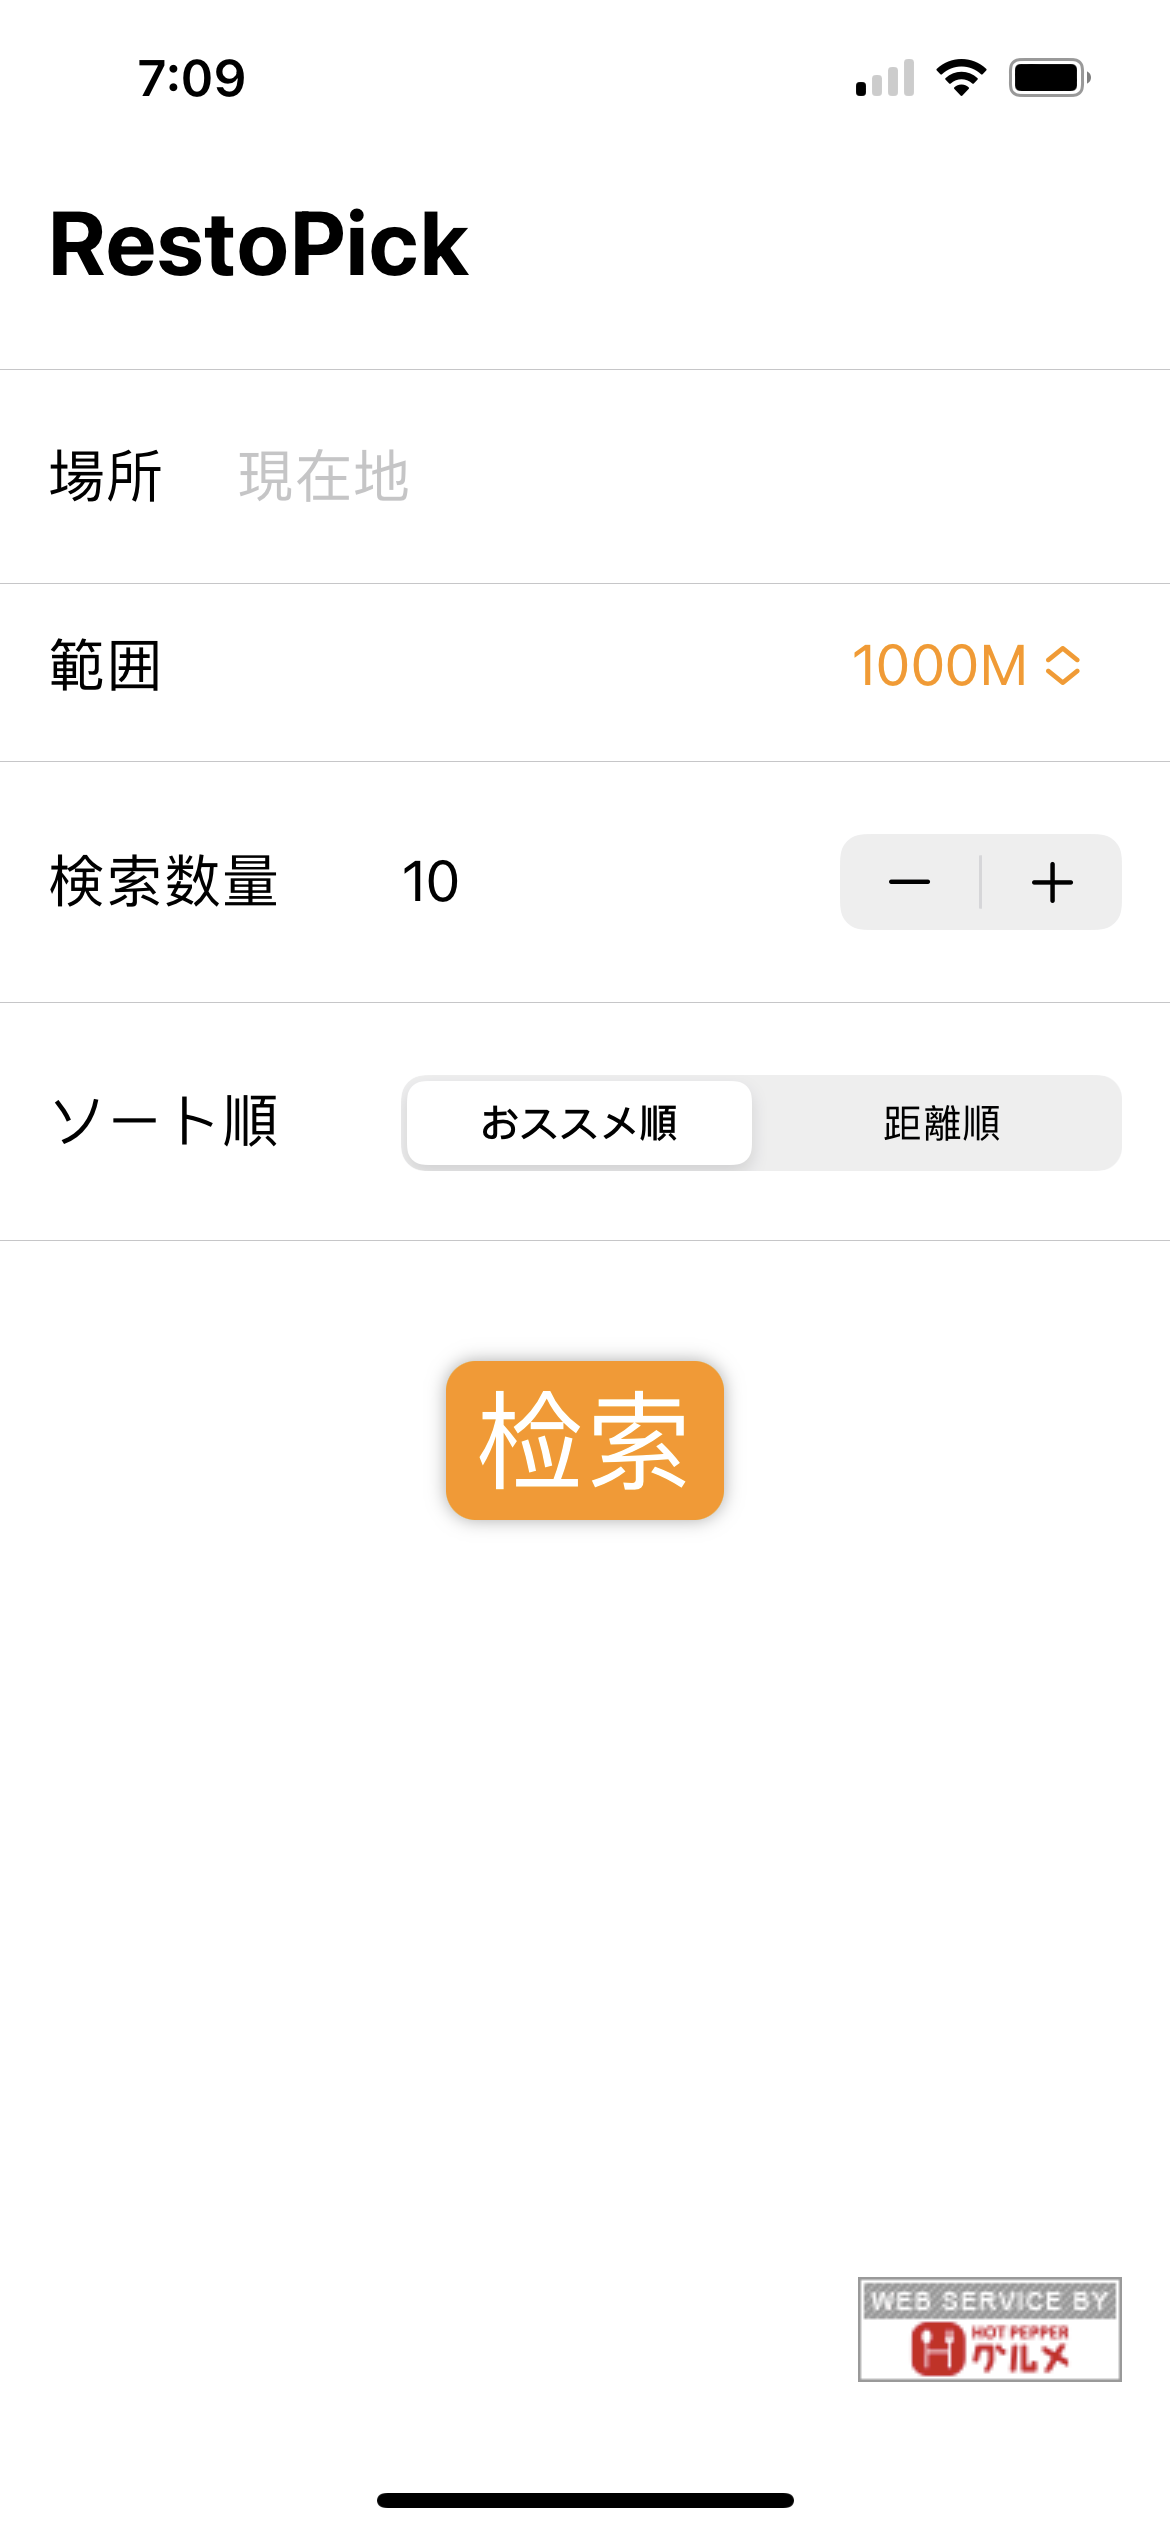 7:09
RestoPick
場所 現在地
範囲 1000M
検索数量 10
ソート順 おススメ順 距離順
检索
WEB SERVICE BY
HOT PEPPER
グルメ